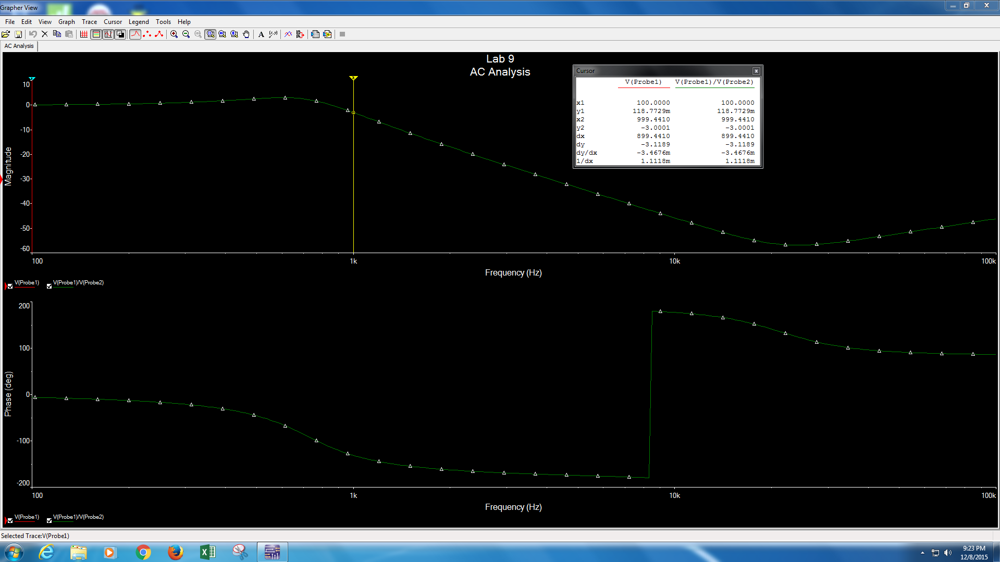 Grapher View
File Edit View Graph Trace Cursor Legend Tools Help
AC Analysis
Lab 9
AC Analysis
Cursor
V(Probe1) V(Probe1)/V(Probe2)
x1 100.0000 100.0000
y1 118.7729m 118.7729m
x2 999.4410 999.4410
y2 -3.0001 -3.0001
dx 899.4410 899.4410
dy -3.1189 -3.1189
dy/dx -3.4676m -3.4676m
1/dx 1.1118m 1.1118m
10
0
-10
-20
-30
-40
-50
-60
Magnitude
100 1k 10k 100k
Frequency (Hz)
V(Probe1) V(Probe1)/V(Probe2)
200
100
0
-100
-200
Phase (deg)
100 1k 10k 100k
Frequency (Hz)
V(Probe1) V(Probe1)/V(Probe2)
Selected Trace:V(Probe1)
9:23 PM
12/8/2015